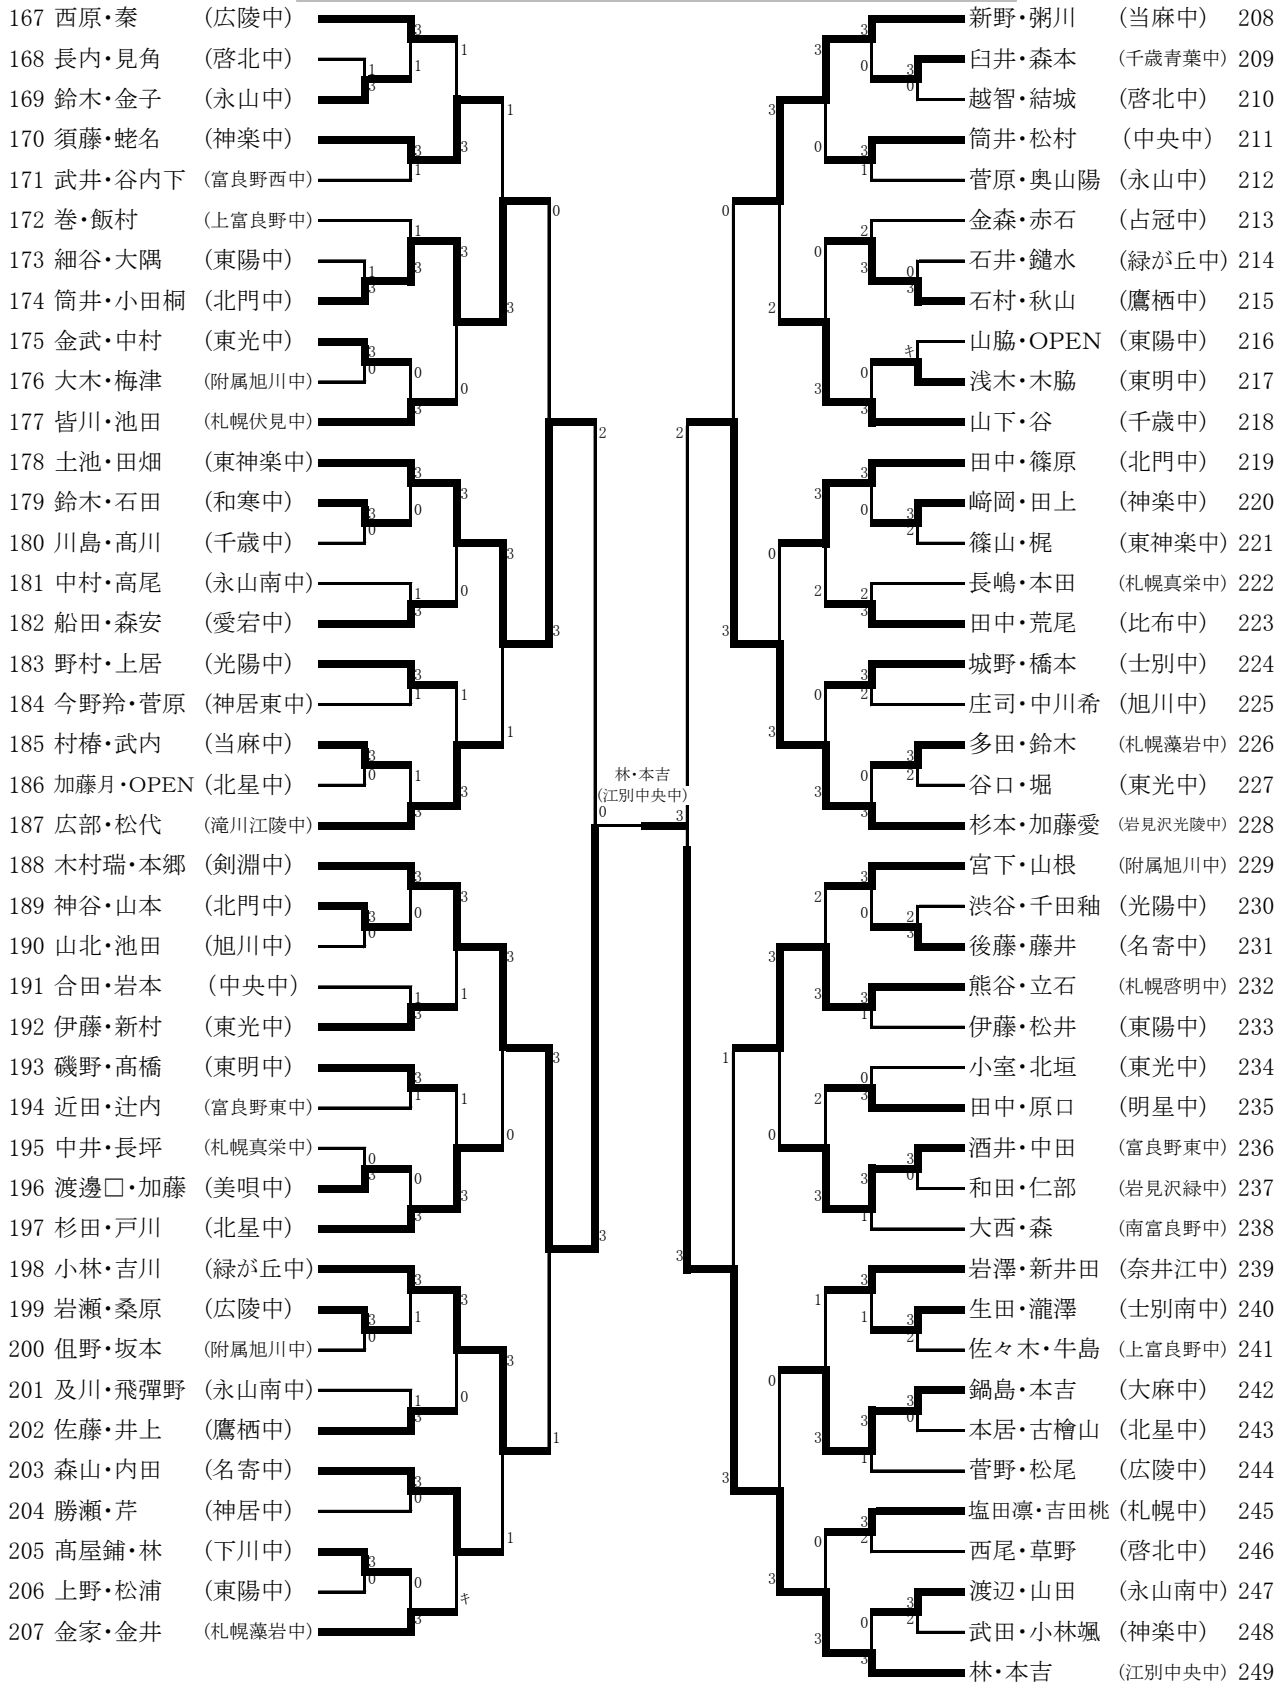 167 西原・秦 (広陵中)
168 長内・見角 (啓北中)
169 鈴木・金子 (永山中)
170 須藤・蛯名 (神楽中)
171 武井・谷内下 (富良野西中)
172 巻・飯村 (上富良野中)
173 細谷・大隅 (東陽中)
174 筒井・小田桐 (北門中)
175 金武・中村 (東光中)
176 大木・梅津 (附属旭川中)
177 皆川・池田 (札幌伏見中)
178 土池・田畑 (東神楽中)
179 鈴木・石田 (和寒中)
180 川島・髙川 (千歳中)
181 中村・高尾 (永山南中)
182 船田・森安 (愛宕中)
183 野村・上居 (光陽中)
184 今野羚・菅原 (神居東中)
185 村椿・武内 (当麻中)
186 加藤月・OPEN (北星中)
187 広部・松代 (滝川江陵中)
188 木村瑞・本郷 (剣淵中)
189 神谷・山本 (北門中)
190 山北・池田 (旭川中)
191 合田・岩本 (中央中)
192 伊藤・新村 (東光中)
193 磯野・髙橋 (東明中)
194 近田・辻内 (富良野東中)
195 中井・長坪 (札幌真栄中)
196 渡邊□・加藤 (美唄中)
197 杉田・戸川 (北星中)
198 小林・吉川 (緑が丘中)
199 岩瀬・桑原 (広陵中)
200 伹野・坂本 (附属旭川中)
201 及川・飛彈野 (永山南中)
202 佐藤・井上 (鷹栖中)
203 森山・内田 (名寄中)
204 勝瀬・芹 (神居中)
205 髙屋鋪・林 (下川中)
206 上野・松浦 (東陽中)
207 金家・金井 (札幌藻岩中)
林・本吉
(江別中央中)
新野・粥川 (当麻中) 208
臼井・森本 (千歳青葉中) 209
越智・結城 (啓北中) 210
筒井・松村 (中央中) 211
菅原・奥山陽 (永山中) 212
金森・赤石 (占冠中) 213
石井・鑓水 (緑が丘中) 214
石村・秋山 (鷹栖中) 215
山脇・OPEN (東陽中) 216
浅木・木脇 (東明中) 217
山下・谷 (千歳中) 218
田中・篠原 (北門中) 219
﨑岡・田上 (神楽中) 220
篠山・梶 (東神楽中) 221
長嶋・本田 (札幌真栄中) 222
田中・荒尾 (比布中) 223
城野・橋本 (士別中) 224
庄司・中川希 (旭川中) 225
多田・鈴木 (札幌藻岩中) 226
谷口・堀 (東光中) 227
杉本・加藤愛 (岩見沢光陵中) 228
宮下・山根 (附属旭川中) 229
渋谷・千田釉 (光陽中) 230
後藤・藤井 (名寄中) 231
熊谷・立石 (札幌啓明中) 232
伊藤・松井 (東陽中) 233
小室・北垣 (東光中) 234
田中・原口 (明星中) 235
酒井・中田 (富良野東中) 236
和田・仁部 (岩見沢緑中) 237
大西・森 (南富良野中) 238
岩澤・新井田 (奈井江中) 239
生田・瀧澤 (士別南中) 240
佐々木・牛島 (上富良野中) 241
鍋島・本吉 (大麻中) 242
本居・古檜山 (北星中) 243
菅野・松尾 (広陵中) 244
塩田凛・吉田桃 (札幌中) 245
西尾・草野 (啓北中) 246
渡辺・山田 (永山南中) 247
武田・小林颯 (神楽中) 248
林・本吉 (江別中央中) 249